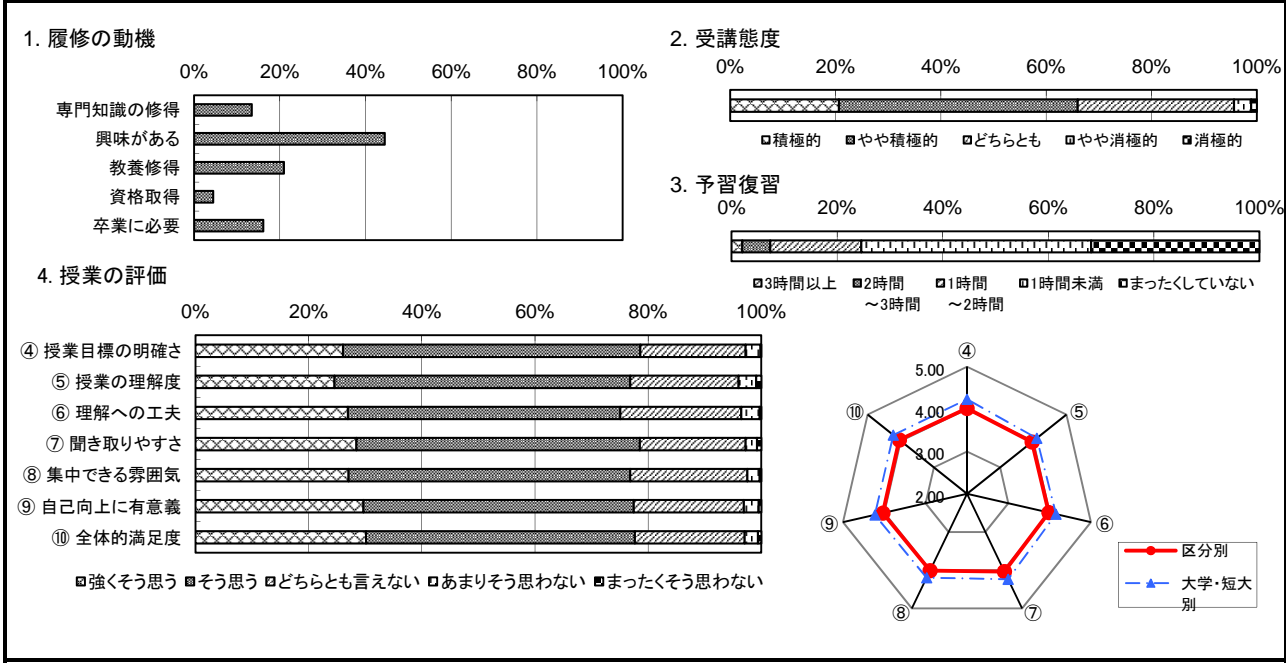 1. 履修の動機
0% 20% 40% 60% 80% 100%
専門知識の修得
興味がある
教養修得
資格取得
卒業に必要
2. 受講態度
0% 20% 40% 60% 80% 100%
積極的 やや積極的 どちらとも やや消極的 消極的
3. 予習復習
0% 20% 40% 60% 80% 100%
3時間以上 2時間 1時間 1時間未満 まったくしていない
~3時間 ~2時間
4. 授業の評価
0% 20% 40% 60% 80% 100%
④ 授業目標の明確さ
⑤ 授業の理解度
⑥ 理解への工夫
⑦ 聞き取りやすさ
⑧ 集中できる雰囲気
⑨ 自己向上に有意義
⑩ 全体的満足度
強くそう思う そう思う どちらとも言えない あまりそう思わない まったくそう思わない
④
5.00
⑩ 4.00 ⑤
3.00
2.00
⑨ ⑥
⑧ ⑦
区分別
大学・短大
別